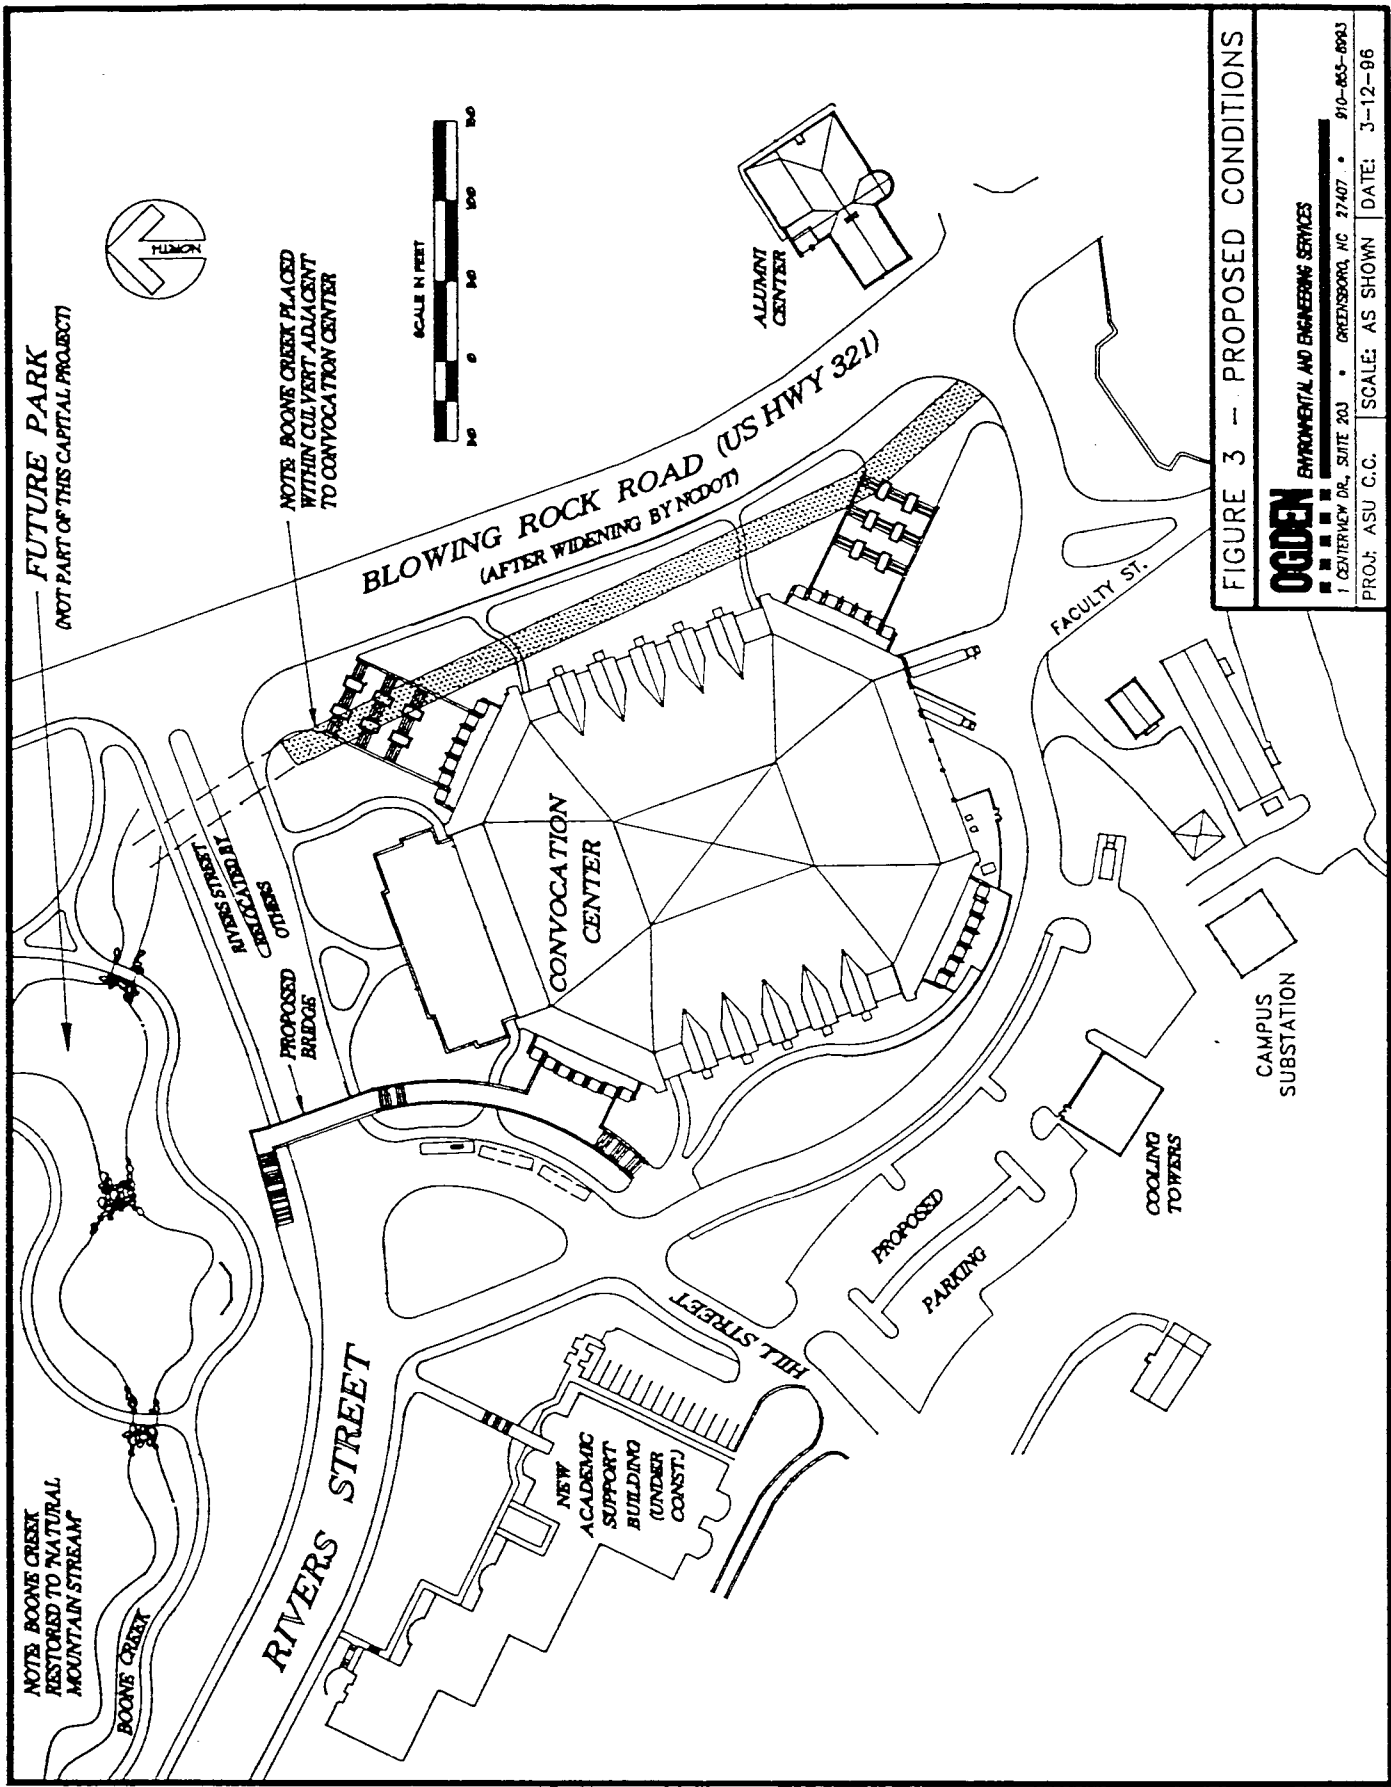 NOTE: BOONE CREEK
RESTORED TO "NATURAL
MOUNTAIN STREAM"
BOONE CREEK
FUTURE PARK
(NOT PART OF THIS CAPITAL PROJECT)
NORTH
NOTE: BOONE CREEK PLACED
WITHIN CULVERT ADJACENT
TO CONVOCATION CENTER
SCALE IN FEET
50
0
50
100
150
RIVERS STREET
RELOCATED BY
OTHERS
PROPOSED
BRIDGE
RIVERS STREET
BLOWING ROCK ROAD (US HWY 321)
(AFTER WIDENING BY NCDOT)
CONVOCATION
CENTER
ALUMNI
CENTER
NEW
ACADEMIC
SUPPORT
BUILDING
(UNDER
CONST.)
HILL STREET
PROPOSED
PARKING
FACULTY ST.
COOLING
TOWERS
CAMPUS
SUBSTATION
FIGURE 3 - PROPOSED CONDITIONS
OGDEN ENVIRONMENTAL AND ENGINEERING SERVICES
1 CENTERVIEW DR., SUITE 203 • GREENSBORO, NC 27407 • 910-855-8993
PROJ: ASU C.C. SCALE: AS SHOWN DATE: 3-12-96